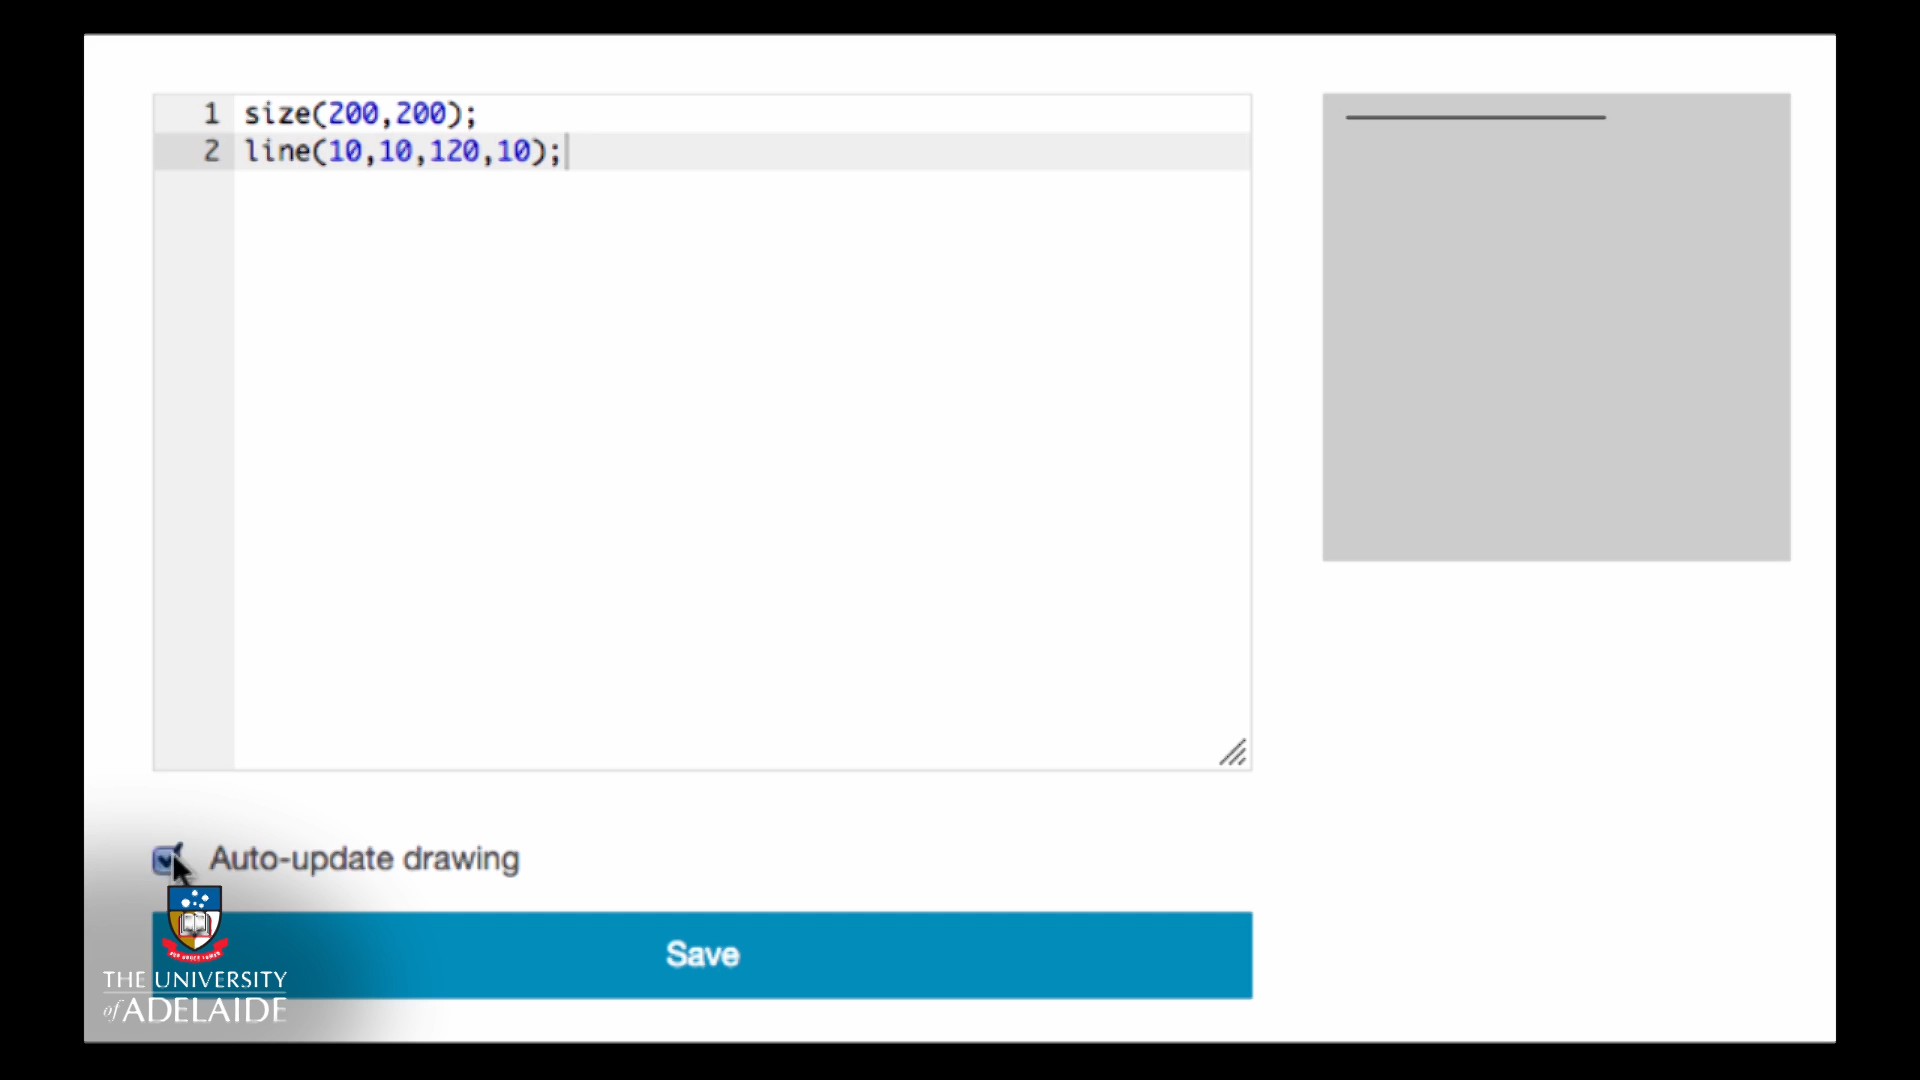 1 size(200,200);
2 line(10,10,120,10);
Auto-update drawing
Save
THE UNIVERSITY
of ADELAIDE